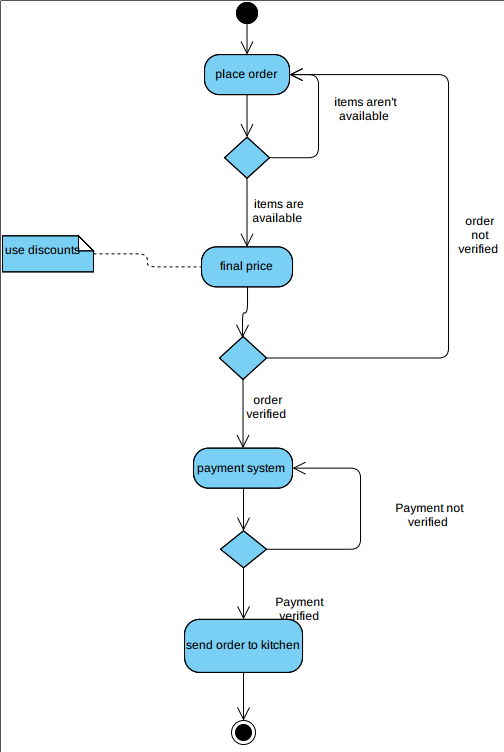 place order
items aren't
available
items are
available
order
not
verified
use discounts
final price
order
verified
payment system
Payment not
verified
Payment
verified
send order to kitchen